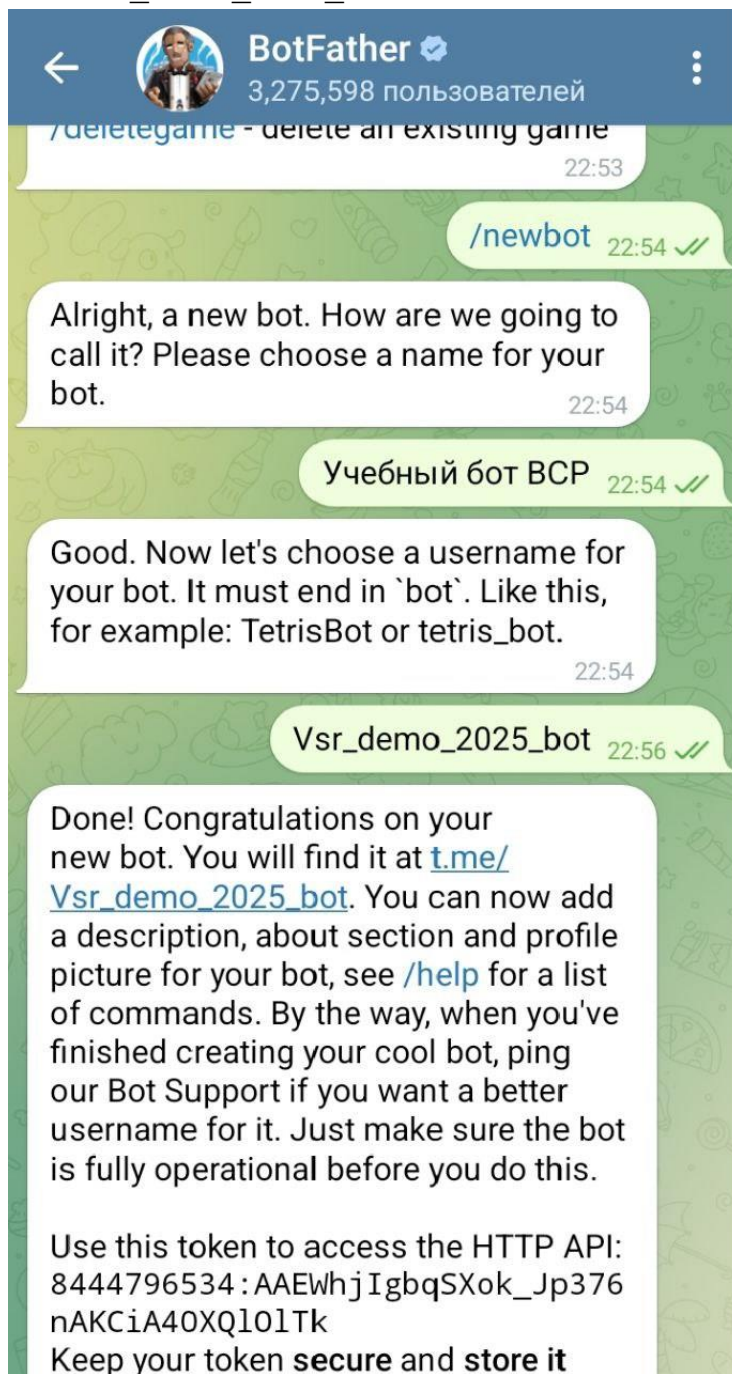 BotFather
3,275,598 пользователей
/deletegame - delete an existing game
22:53
/newbot 22:54
Alright, a new bot. How are we going to
call it? Please choose a name for your
bot.
22:54
Учебный бот ВСР 22:54
Good. Now let's choose a username for
your bot. It must end in `bot`. Like this,
for example: TetrisBot or tetris_bot.
22:54
Vsr_demo_2025_bot 22:56
Done! Congratulations on your
new bot. You will find it at t.me/
Vsr_demo_2025_bot. You can now add
a description, about section and profile
picture for your bot, see /help for a list
of commands. By the way, when you've
finished creating your cool bot, ping
our Bot Support if you want a better
username for it. Just make sure the bot
is fully operational before you do this.
Use this token to access the HTTP API:
8444796534:AAEWhjIgbqSXok_Jp376
nAKCiA4OXQlOlTk
Keep your token secure and store it